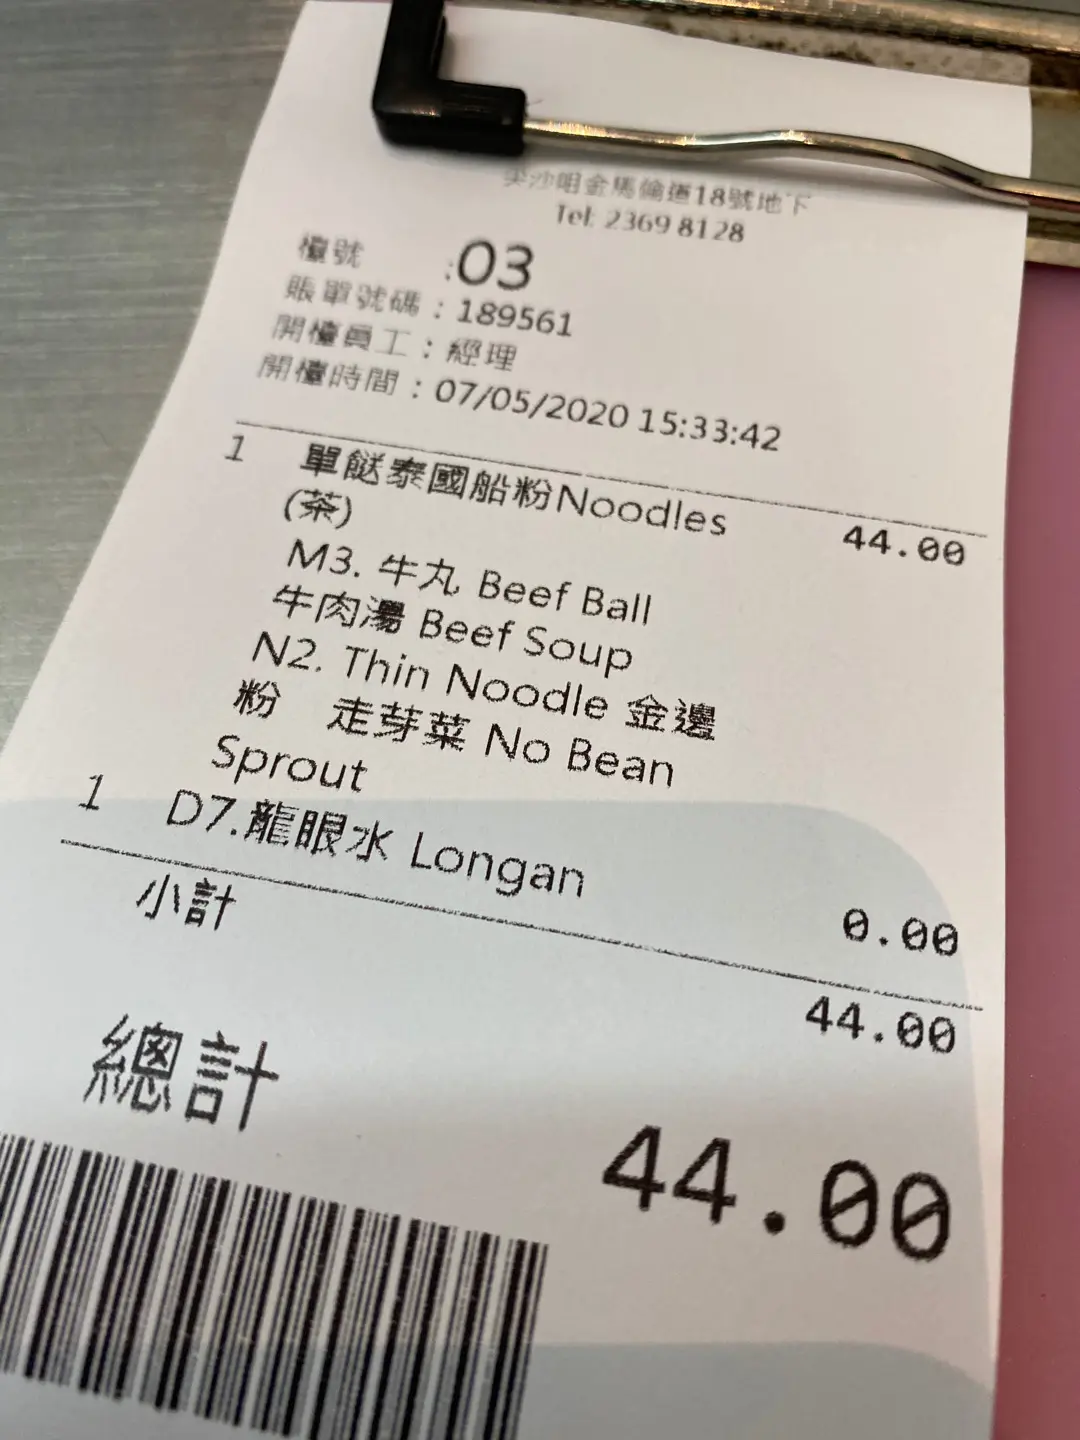 尖沙咀金馬倫道18號地下
Tel: 2369 8128
檯號 :03
賬單號碼：189561
開檯員工：經理
開檯時間：07/05/2020 15:33:42
1 單餸泰國船粉Noodles 44.00
(茶)
M3. 牛丸 Beef Ball
牛肉湯 Beef Soup
N2. Thin Noodle 金邊
粉 走芽菜 No Bean
Sprout
1 D7.龍眼水 Longan 0.00
小計 44.00
總計 44.00